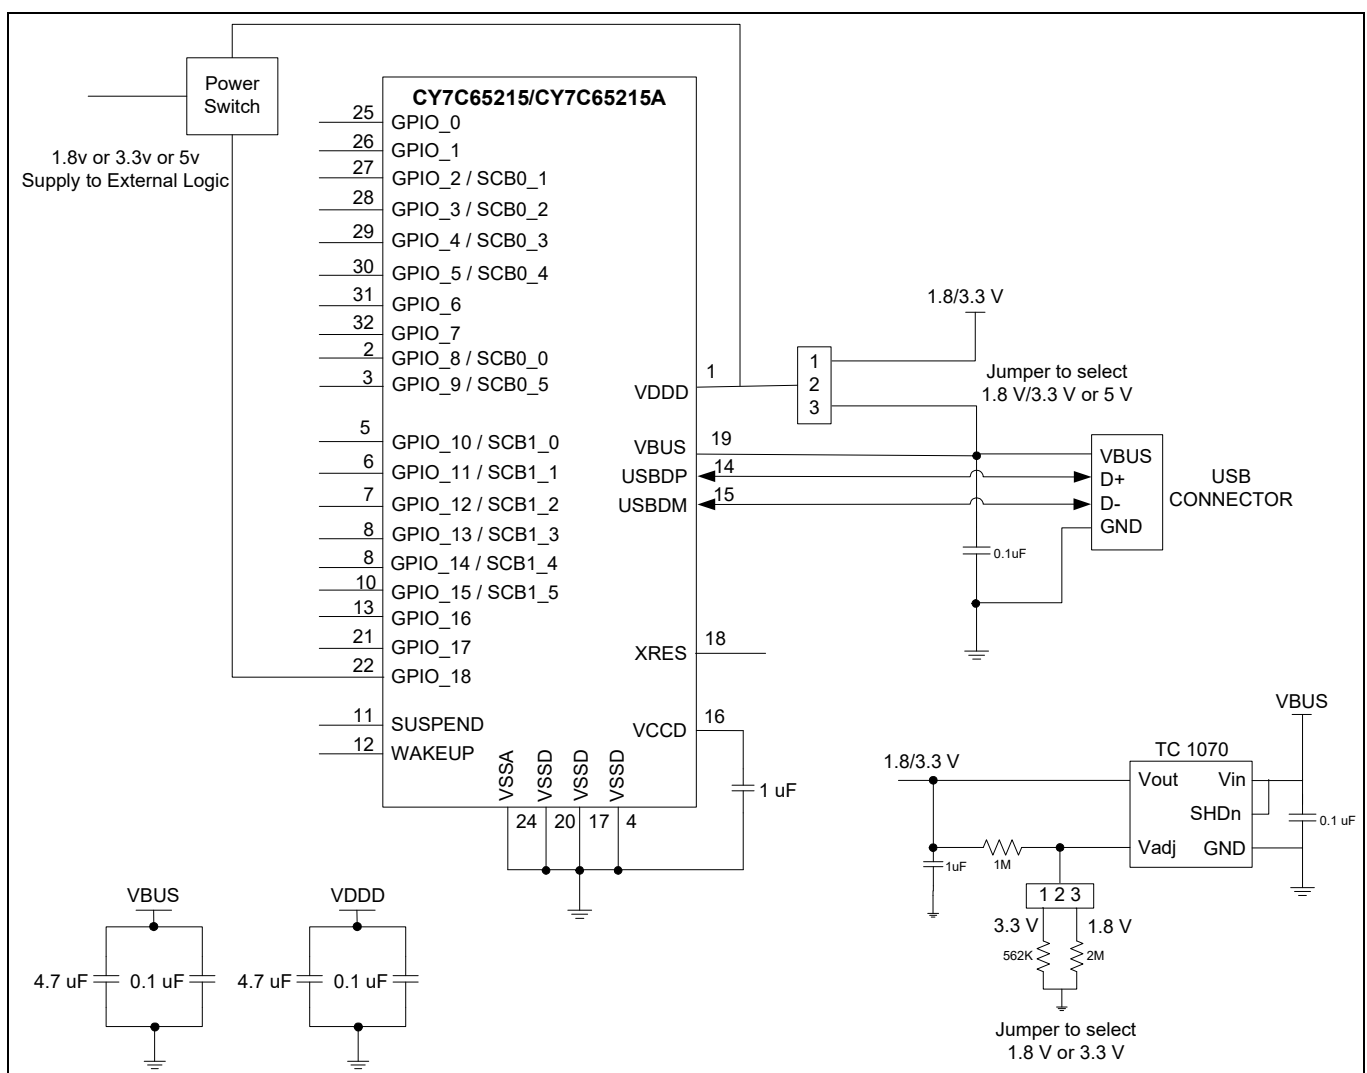 Power
Switch
1.8v or 3.3v or 5v
Supply to External Logic
CY7C65215/CY7C65215A
25 GPIO_0
26 GPIO_1
27 GPIO_2 / SCB0_1
28 GPIO_3 / SCB0_2
29 GPIO_4 / SCB0_3
30 GPIO_5 / SCB0_4
31 GPIO_6
32 GPIO_7
2 GPIO_8 / SCB0_0
3 GPIO_9 / SCB0_5
5 GPIO_10 / SCB1_0
6 GPIO_11 / SCB1_1
7 GPIO_12 / SCB1_2
8 GPIO_13 / SCB1_3
8 GPIO_14 / SCB1_4
10 GPIO_15 / SCB1_5
13 GPIO_16
21 GPIO_17
22 GPIO_18
11 SUSPEND
12 WAKEUP
VDDD 1
VBUS 19
USBDP 14
USBDM 15
XRES 18
VCCD 16
1 uF
VSSA
VSSD
VSSD
VSSD
24 20 17 4
1.8/3.3 V
1
2
3
Jumper to select
1.8 V/3.3 V or 5 V
VBUS
D+
D-
GND
USB
CONNECTOR
0.1uF
VBUS
TC 1070
1.8/3.3 V
Vout Vin
SHDn
Vadj GND
0.1 uF
1uF
1M
1 2 3
3.3 V 1.8 V
562K 2M
Jumper to select
1.8 V or 3.3 V
VBUS
4.7 uF 0.1 uF
VDDD
4.7 uF 0.1 uF